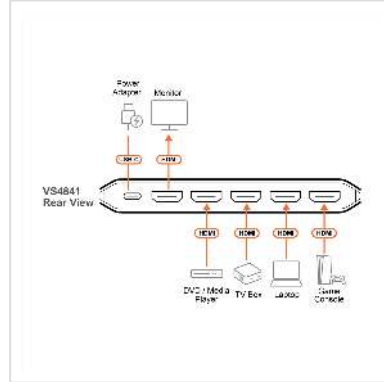 Power
Adapter
Monitor
USB-C
HDMI
VS4841
Rear View
HDMI
HDMI
HDMI
HDMI
DVD / Media
Player
TV Box
Laptop
Game
Console